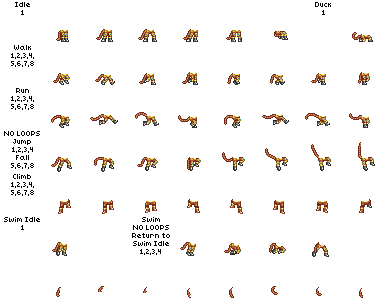 Idle
1
Duck
1
Walk
1,2,3,4,
5,6,7,8
Run
1,2,3,4,
5,6,7,8
NO LOOPS
Jump
1,2,3,4
Fall
5,6,7,8
Climb
1,2,3,4,
5,6,7,8
Swim Idle
1
Swim
NO LOOPS
Return to
Swim Idle
1,2,3,4